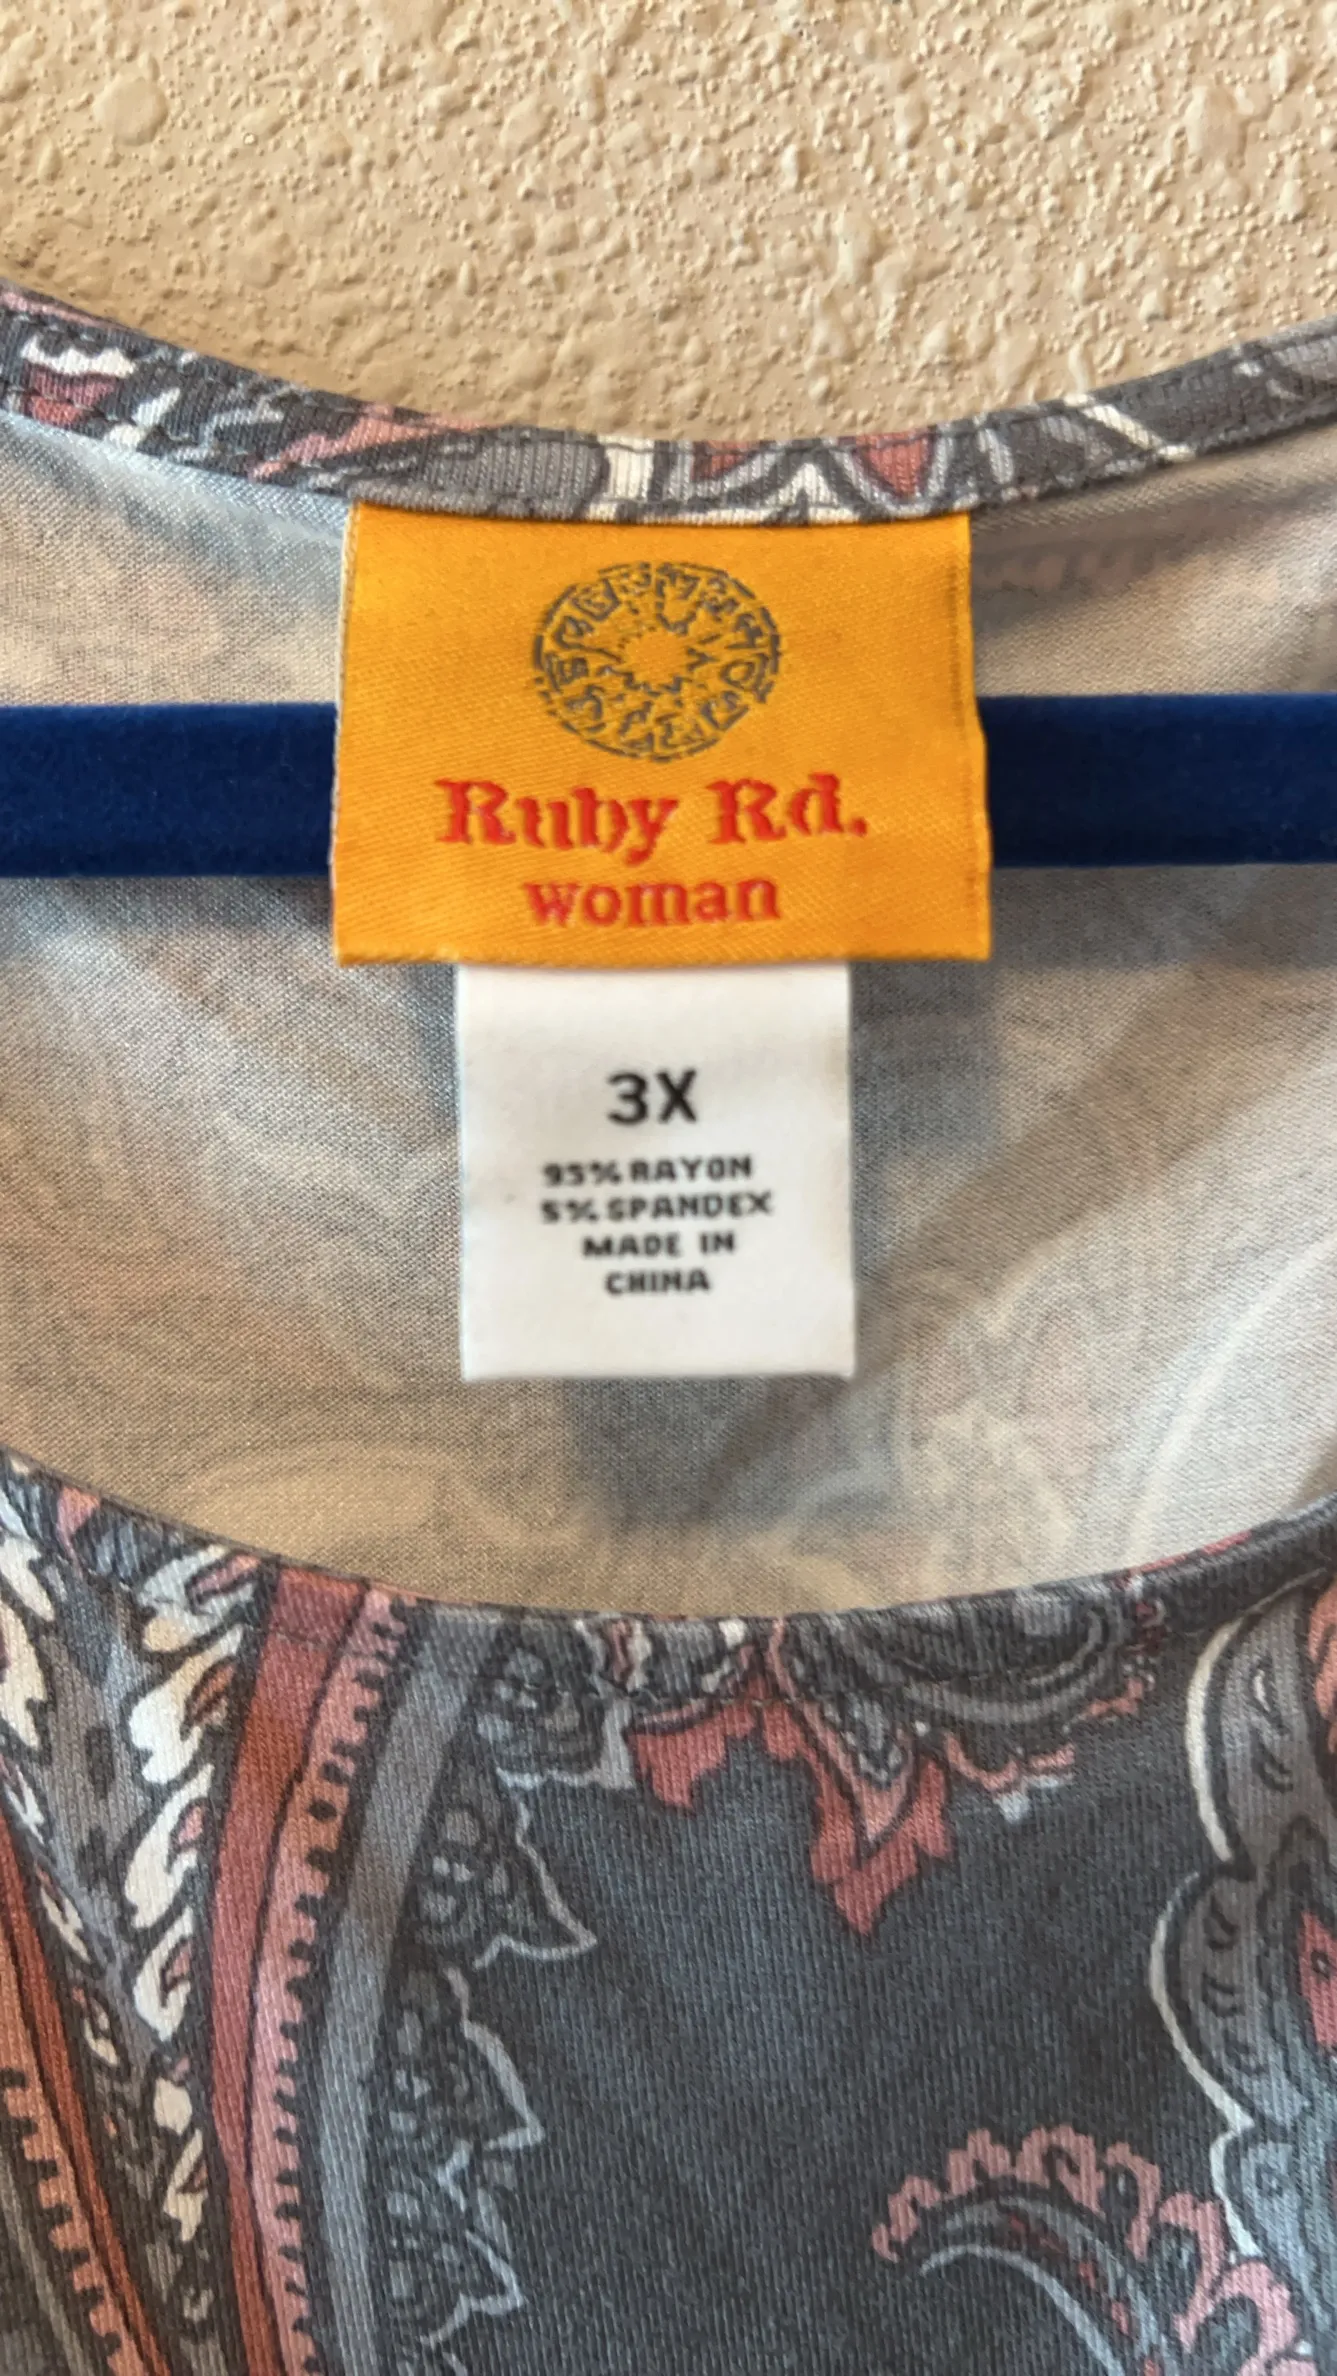 Ruby Rd.
woman
3X
95% RAYON
5% SPANDEX
MADE IN
CHINA